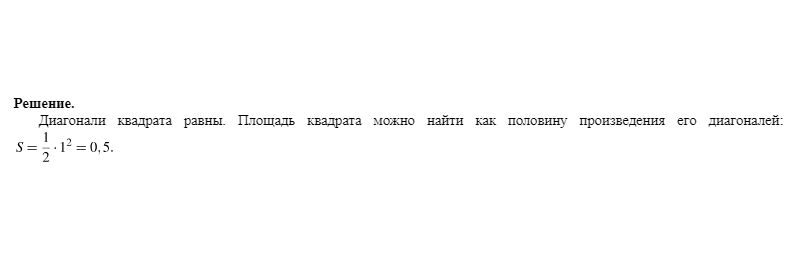 Решение.
Диагонали квадрата равны. Площадь квадрата можно найти как половину произведения его диагоналей:
S = 1/2 · 1² = 0,5.